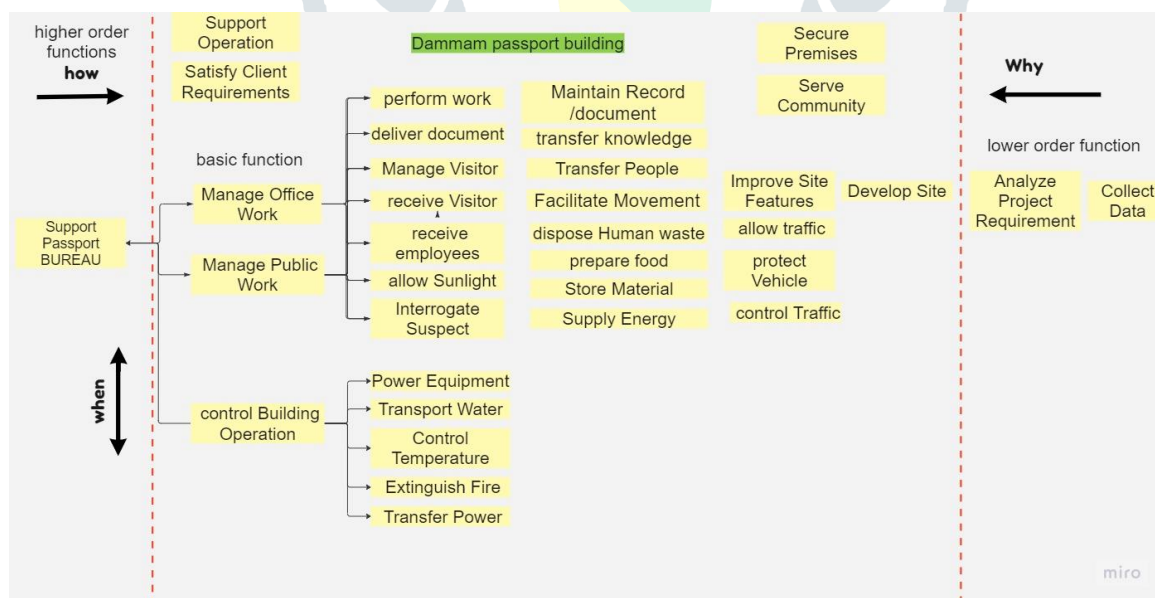 higher order
functions
how
Support
Operation
Satisfy Client
Requirements
Dammam passport building
Secure
Premises
Serve
Community
Why
lower order function
basic function
Support
Passport
BUREAU
Manage Office
Work
Manage Public
Work
control Building
Operation
perform work
deliver document
Manage Visitor
receive Visitor
receive
employees
allow Sunlight
Interrogate
Suspect
Maintain Record
/document
transfer knowledge
Transfer People
Facilitate Movement
dispose Human waste
prepare food
Store Material
Supply Energy
Improve Site
Features
allow traffic
protect
Vehicle
control Traffic
Develop Site
Analyze
Project
Requirement
Collect
Data
when
Power Equipment
Transport Water
Control
Temperature
Extinguish Fire
Transfer Power
miro